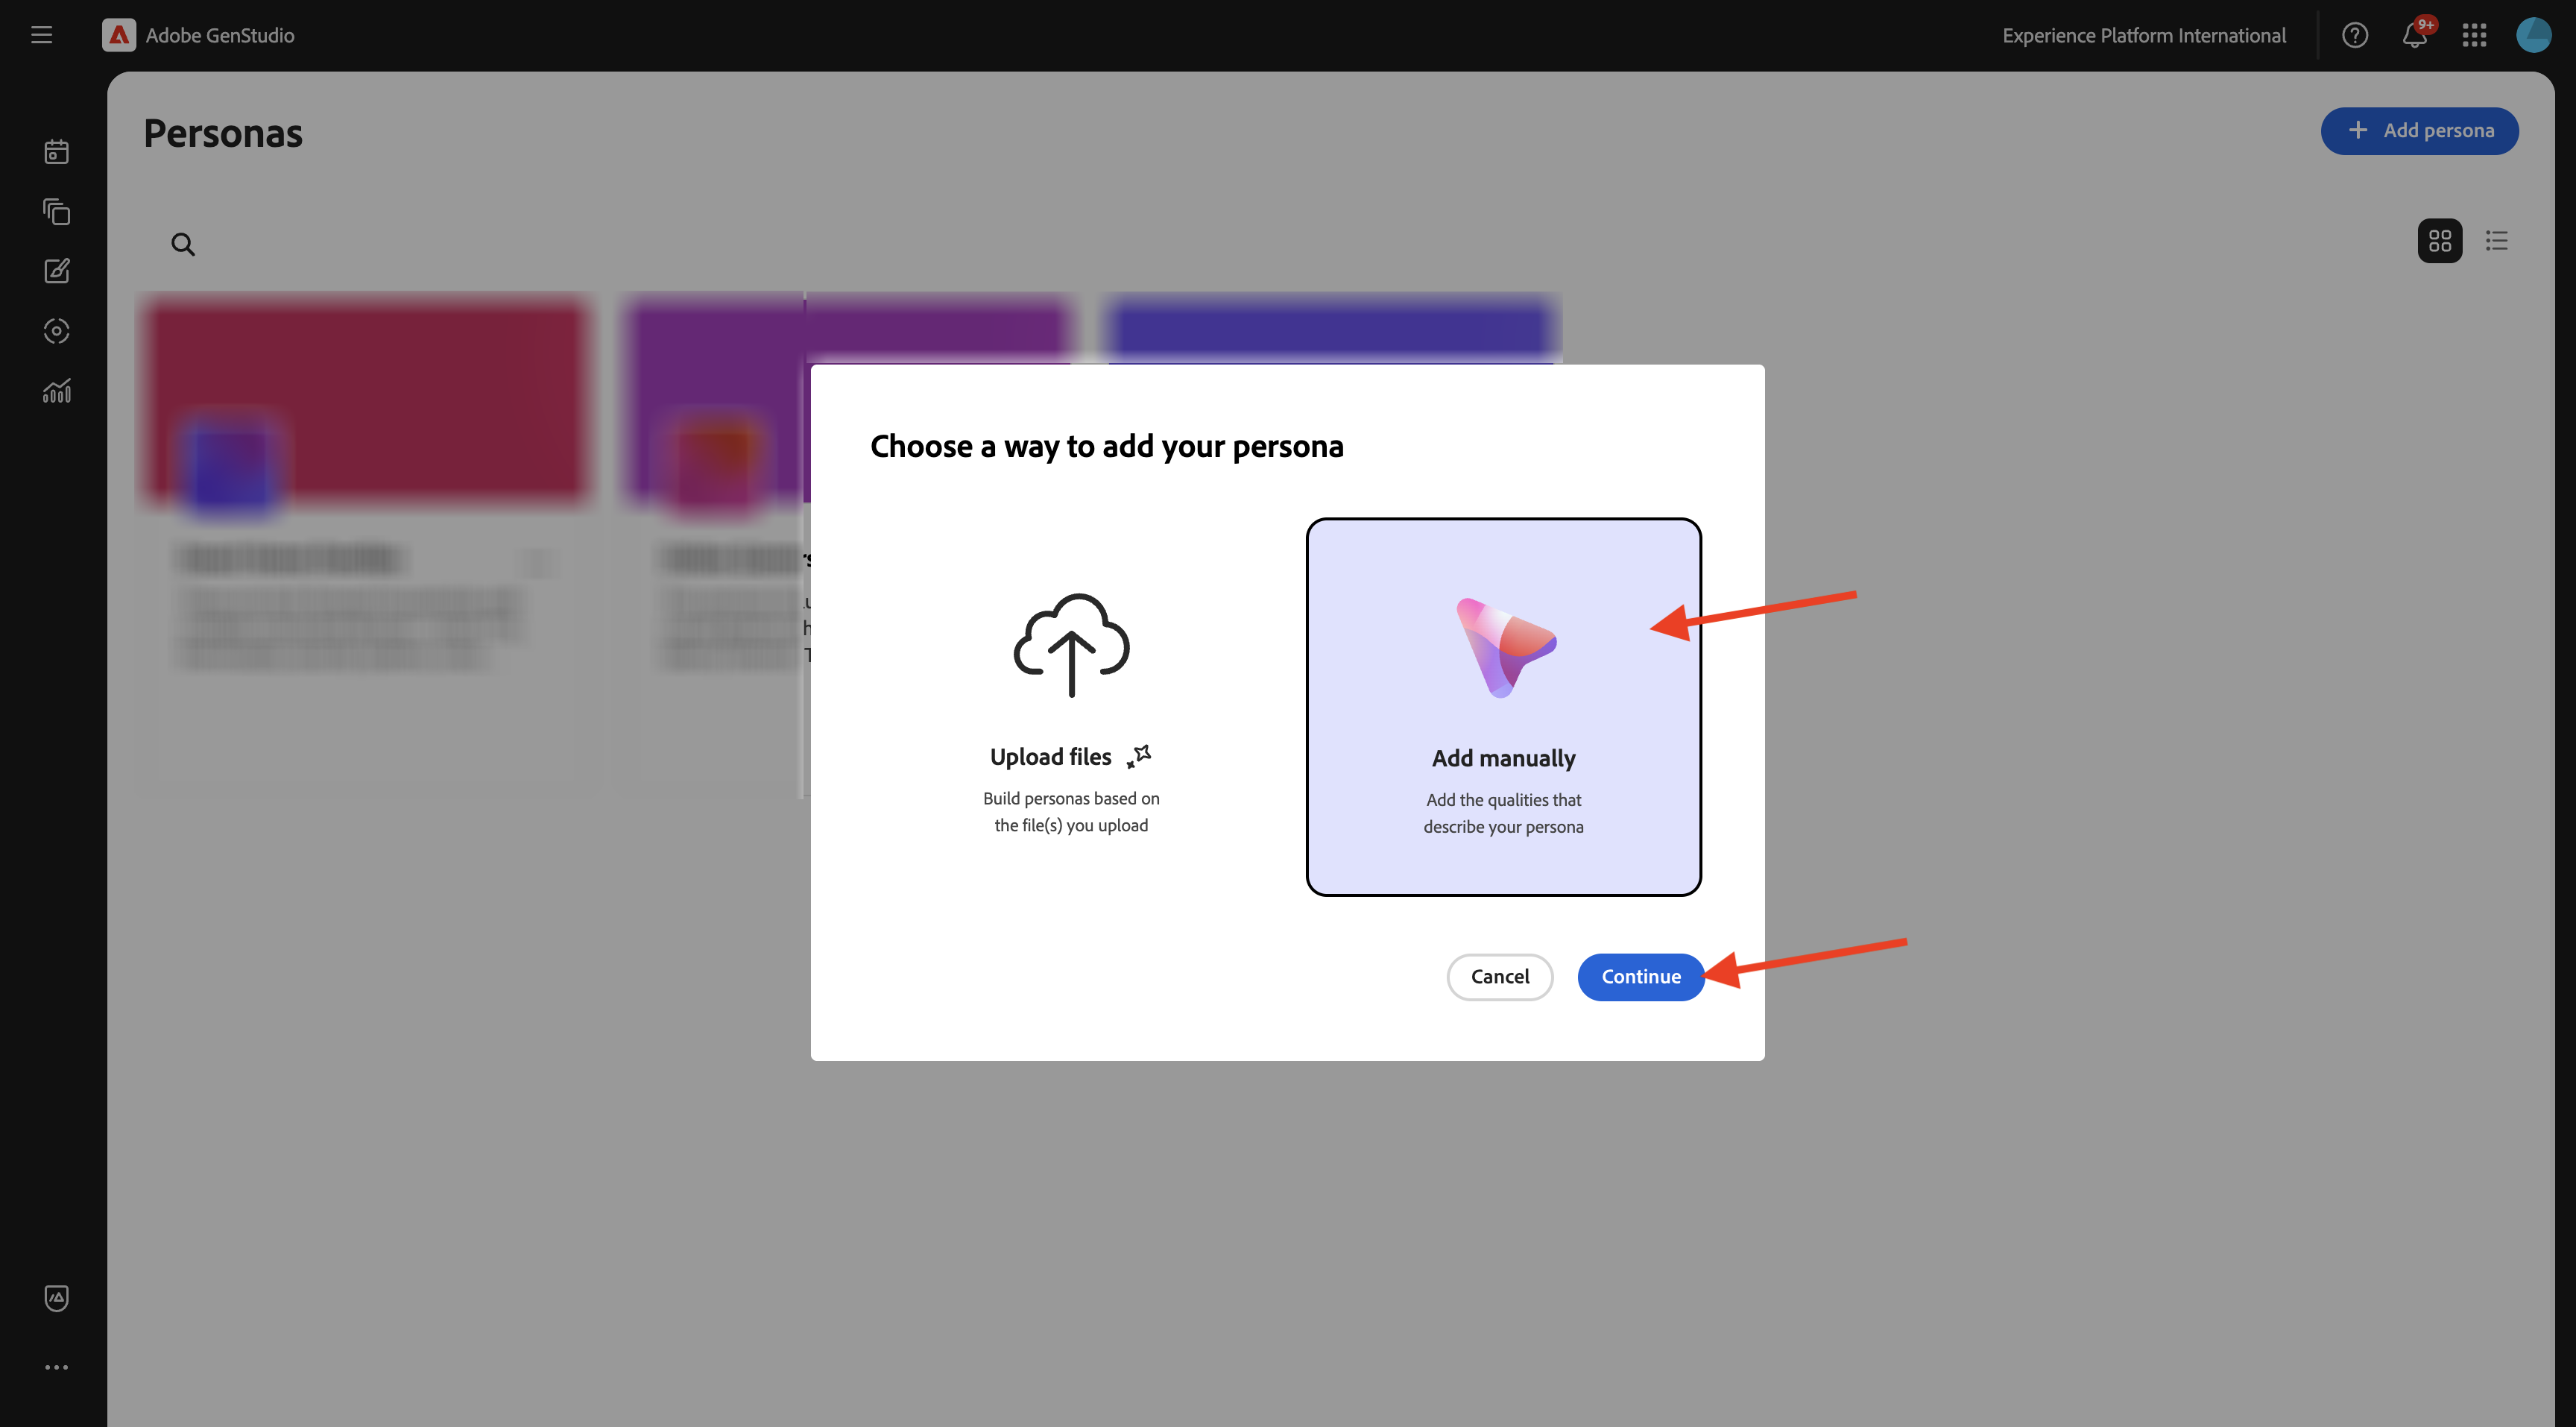 Adobe GenStudio
Experience Platform International
9+
Personas
Add persona
Choose a way to add your persona
Upload files
Build personas based on
the file(s) you upload
Add manually
Add the qualities that
describe your persona
Cancel
Continue